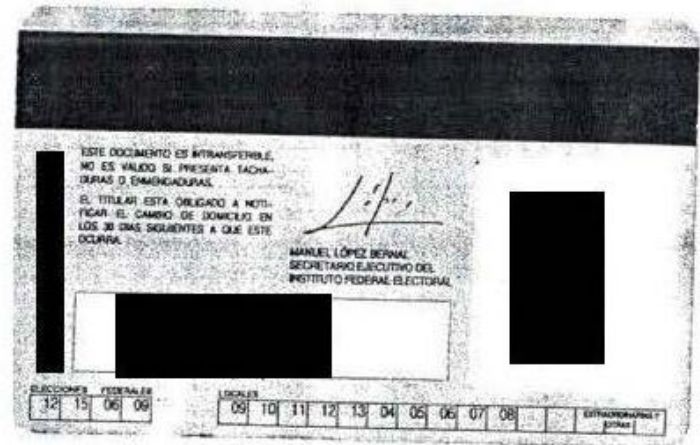 ESTE DOCUMENTO ES INTRANSFERIBLE,
NO ES VALIDO SI PRESENTA TACHA-
DURAS O ENMENDADURAS.
EL TITULAR ESTA OBLIGADO A NOTI-
FICAR EL CAMBIO DE DOMICILIO EN
LOS 30 DIAS SIGUIENTES A QUE ESTE
OCURRA.
MANUEL LÓPEZ BERNAL
SECRETARIO EJECUTIVO DEL
INSTITUTO FEDERAL ELECTORAL
ELECCIONES FEDERALES
12 15 06 09
LOCALES
09 10 11 12 13 04 05 06 07 08
EXTRAORDINARIAS Y
OTRAS